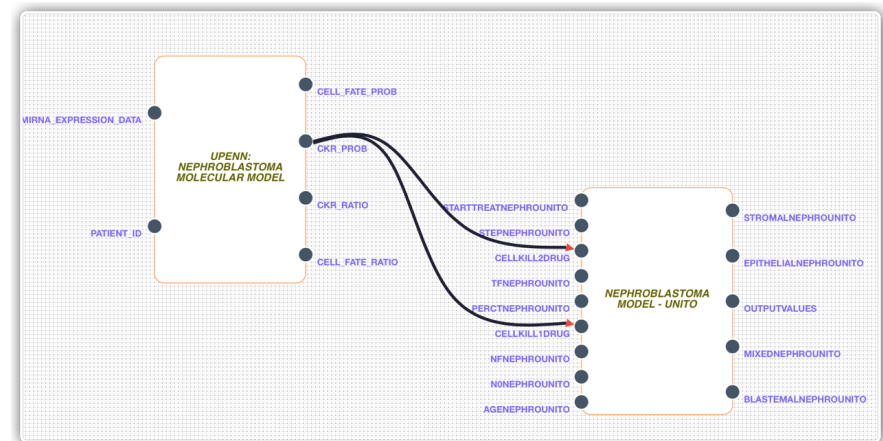 CELL_FATE_PROB
MIRNA_EXPRESSION_DATA
UPENN:
NEPHROBLASTOMA
MOLECULAR MODEL
CKR_PROB
CKR_RATIO
PATIENT_ID
CELL_FATE_RATIO
STARTTREATNEPHROUNITO
STEPNEPHROUNITO
CELLKILL2DRUG
TFNEPHROUNITO
PERCTNEPHROUNITO
CELLKILL1DRUG
NFNEPHROUNITO
N0NEPHROUNITO
AGENEPHROUNITO
NEPHROBLASTOMA
MODEL - UNITO
STROMALNEPHROUNITO
EPITHELIALNEPHROUNITO
OUTPUTVALUES
MIXEDNEPHROUNITO
BLASTEMALNEPHROUNITO